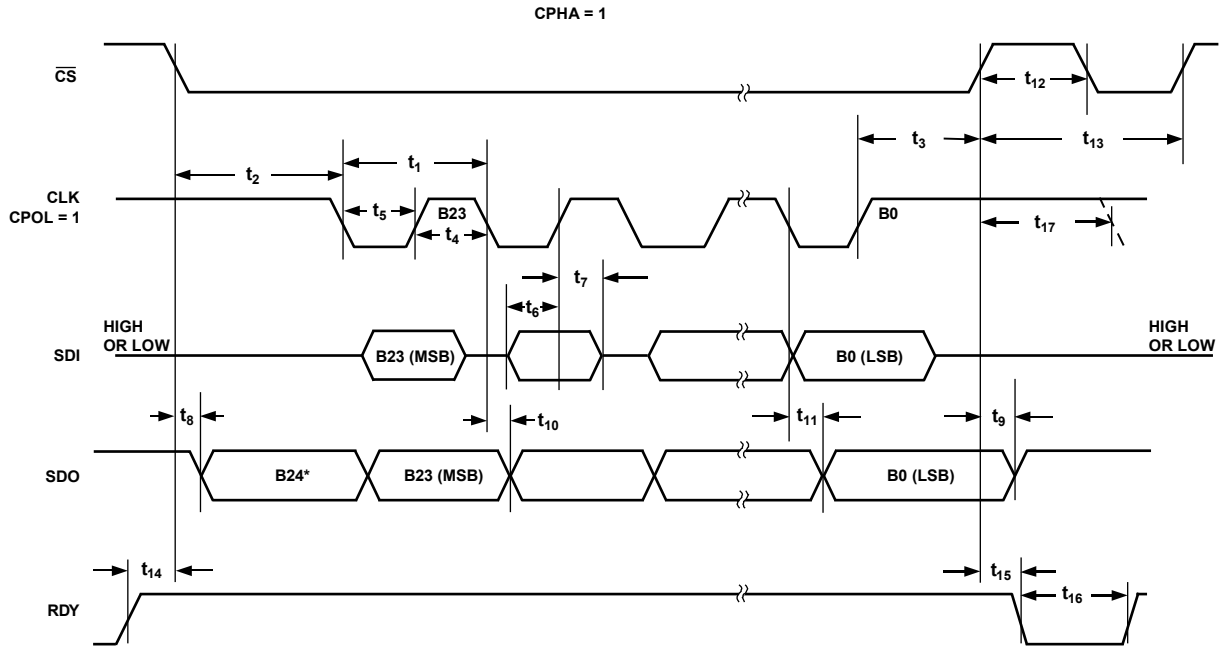 CPHA = 1
CS
t12
t3
t13
t1
t2
CLK
CPOL = 1
t5
B23
t4
B0
t17
t7
t6
HIGH
OR LOW
SDI
B23 (MSB)
B0 (LSB)
HIGH
OR LOW
t8
t10
t11
t9
SDO
B24*
B23 (MSB)
B0 (LSB)
t14
t15
t16
RDY